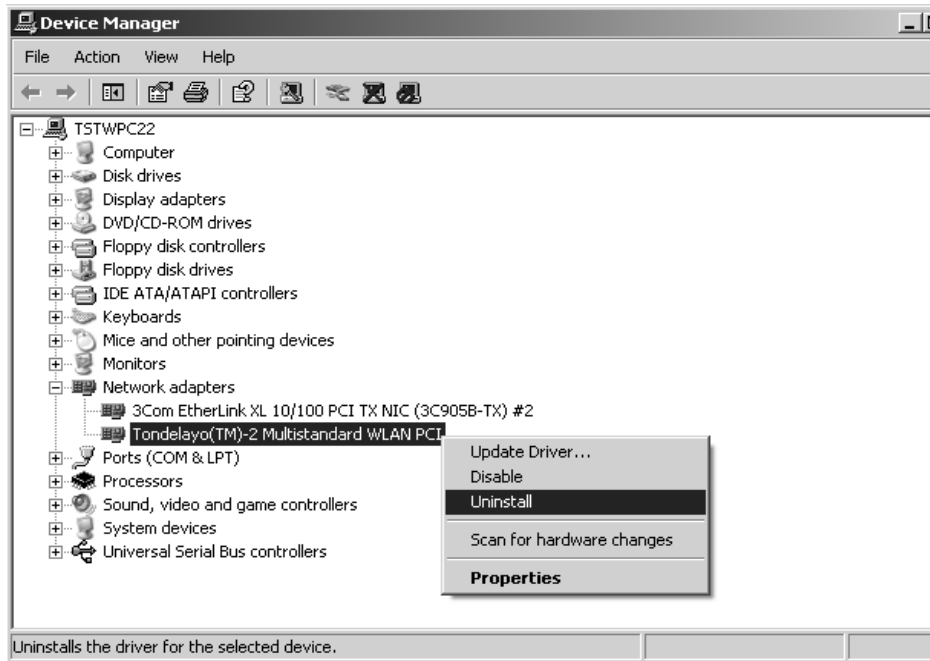 Device Manager
File Action View Help
TSTWPC22
Computer
Disk drives
Display adapters
DVD/CD-ROM drives
Floppy disk controllers
Floppy disk drives
IDE ATA/ATAPI controllers
Keyboards
Mice and other pointing devices
Monitors
Network adapters
3Com EtherLink XL 10/100 PCI TX NIC (3C905B-TX) #2
Tondelayo(TM)-2 Multistandard WLAN PCI
Ports (COM & LPT)
Processors
Sound, video and game controllers
System devices
Universal Serial Bus controllers
Update Driver...
Disable
Uninstall
Scan for hardware changes
Properties
Uninstalls the driver for the selected device.